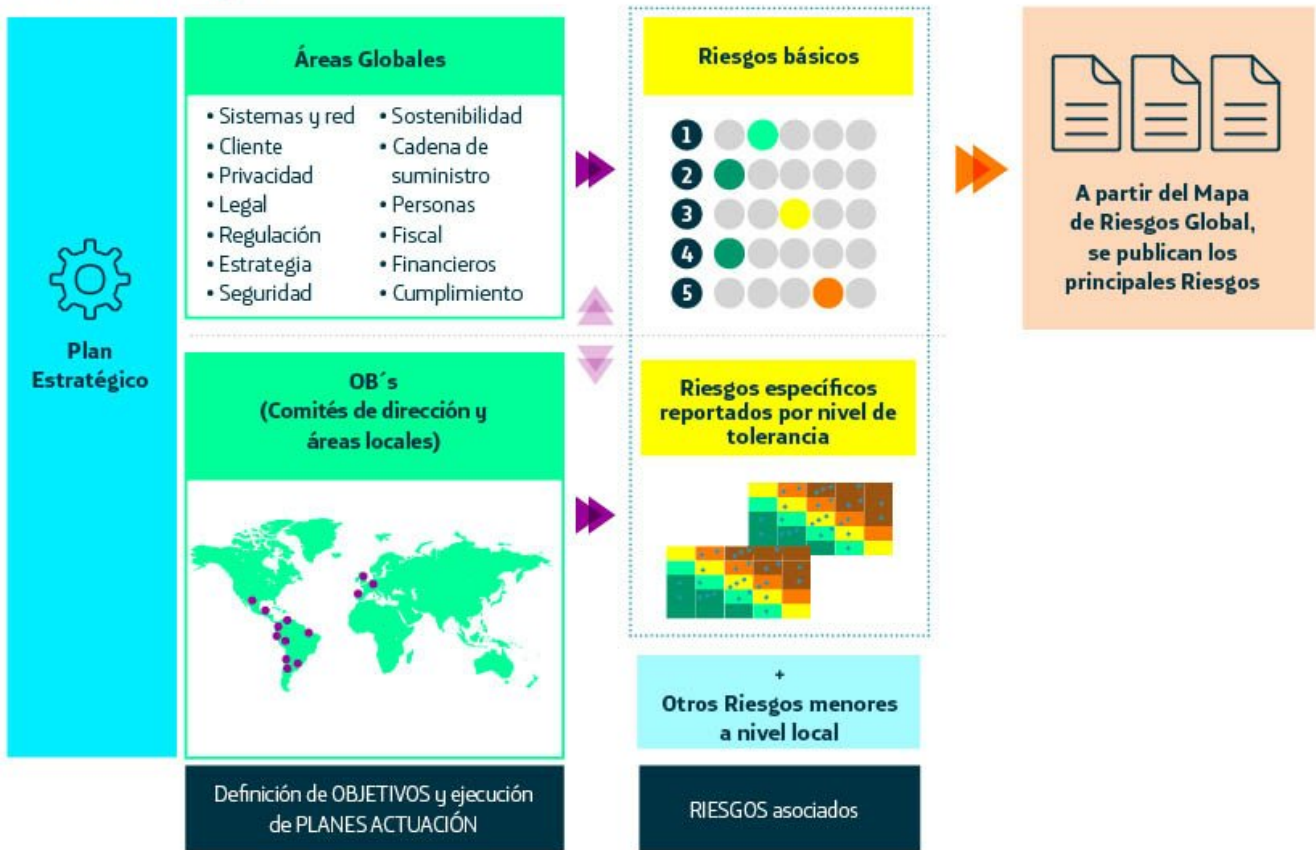 Plan
Estratégico
Áreas Globales
• Sistemas y red
• Cliente
• Privacidad
• Legal
• Regulación
• Estrategia
• Seguridad
• Sostenibilidad
• Cadena de
suministro
• Personas
• Fiscal
• Financieros
• Cumplimiento
OB´s
(Comités de dirección y
áreas locales)
Definición de OBJETIVOS y ejecución
de PLANES ACTUACIÓN
Riesgos básicos
1
2
3
4
5
Riesgos específicos
reportados por nivel de
tolerancia
+
Otros Riesgos menores
a nivel local
RIESGOS asociados
A partir del Mapa
de Riesgos Global,
se publican los
principales Riesgos